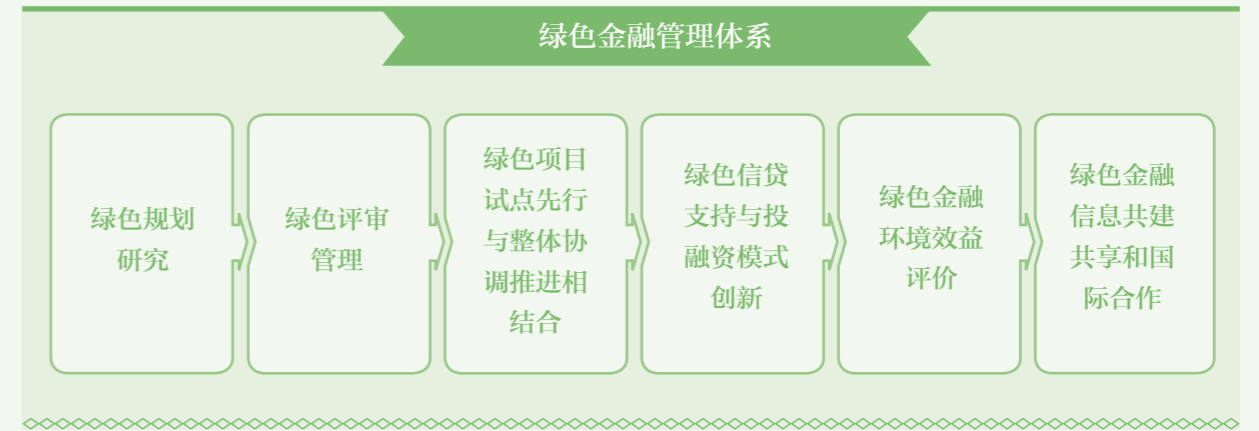 绿色金融管理体系
绿色规划
研究
绿色评审
管理
绿色项目
试点先行
与整体协
调推进相
结合
绿色信贷
支持与投
融资模式
创新
绿色金融
环境效益
评价
绿色金融
信息共建
共享和国
际合作